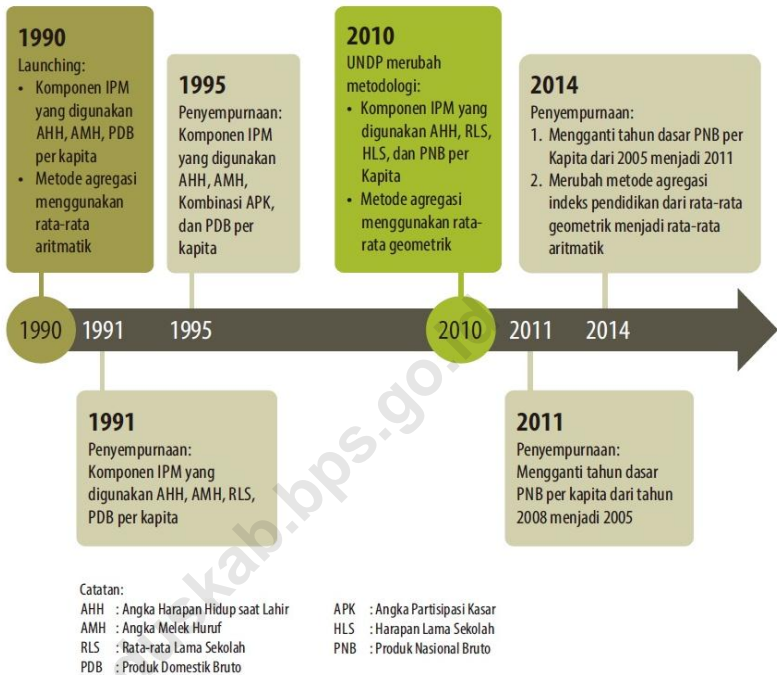 1990
Launching:
• Komponen IPM
yang digunakan
AHH, AMH, PDB
per kapita
• Metode agregasi
menggunakan
rata-rata
aritmatik
1995
Penyempurnaan:
Komponen IPM
yang digunakan
AHH, AMH,
Kombinasi APK,
dan PDB per
kapita
2010
UNDP merubah
metodologi:
• Komponen IPM yang
digunakan AHH, RLS,
HLS, dan PNB per
Kapita
• Metode agregasi
menggunakan rata-
rata geometrik
2014
Penyempurnaan:
1. Mengganti tahun dasar PNB per
Kapita dari 2005 menjadi 2011
2. Merubah metode agregasi
indeks pendidikan dari rata-rata
geometrik menjadi rata-rata
aritmatik
1990 1991 1995 2010 2011 2014
1991
Penyempurnaan:
Komponen IPM yang
digunakan AHH, AMH, RLS,
PDB per kapita
2011
Penyempurnaan:
Mengganti tahun dasar
PNB per kapita dari tahun
2008 menjadi 2005
Catatan:
AHH : Angka Harapan Hidup saat Lahir
AMH : Angka Melek Huruf
RLS : Rata-rata Lama Sekolah
PDB : Produk Domestik Bruto
APK : Angka Partisipasi Kasar
HLS : Harapan Lama Sekolah
PNB : Produk Nasional Bruto
uskab.bps.go.id